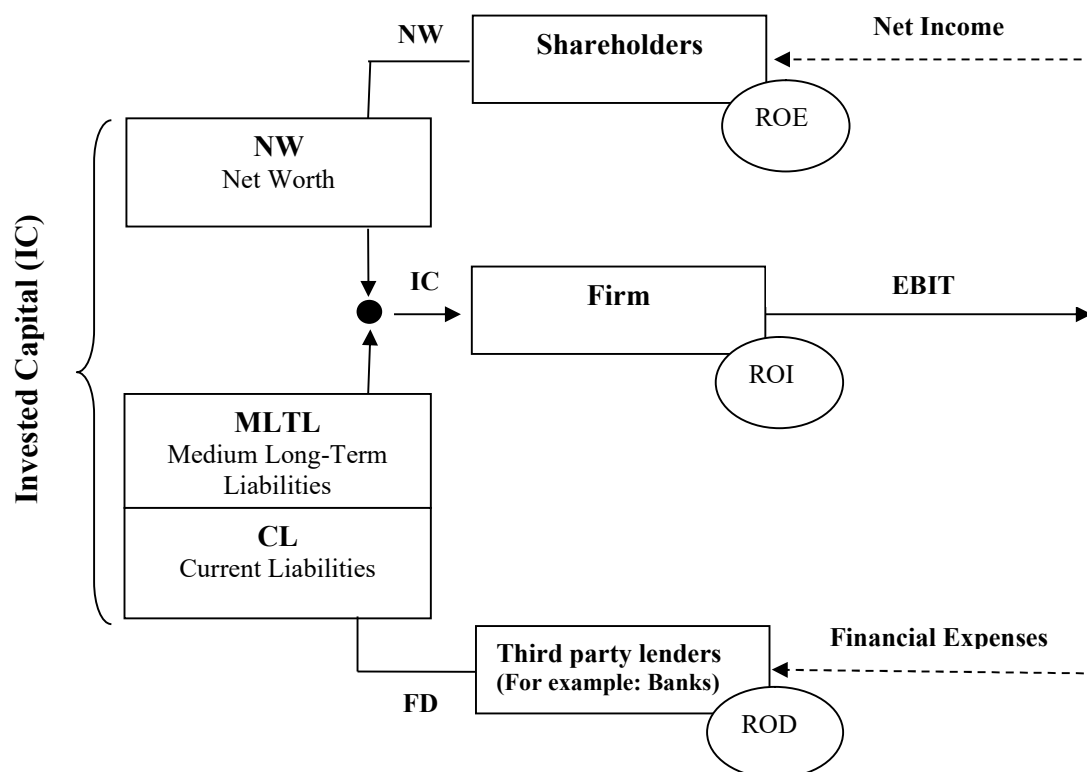 NW
Shareholders
Net Income
ROE
NW
Net Worth
Invested Capital (IC)
IC
Firm
EBIT
ROI
MLTL
Medium Long-Term
Liabilities
CL
Current Liabilities
Third party lenders
(For example: Banks)
Financial Expenses
FD
ROD